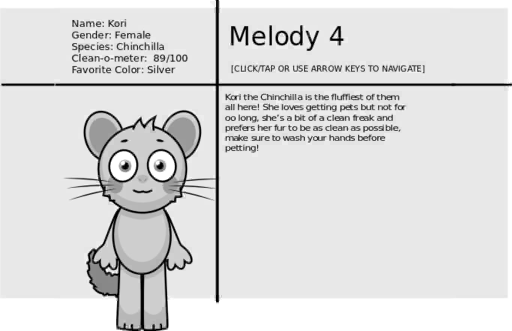 Name: Kori
Gender: Female
Species: Chinchilla
Clean-o-meter: 89/100
Favorite Color: Silver
Melody 4
[CLICK/TAP OR USE ARROW KEYS TO NAVIGATE]
Kori the Chinchilla is the fluffiest of them
all here! She loves getting pets but not for
oo long, she's a bit of a clean freak and
prefers her fur to be as clean as possible,
make sure to wash your hands before
petting!